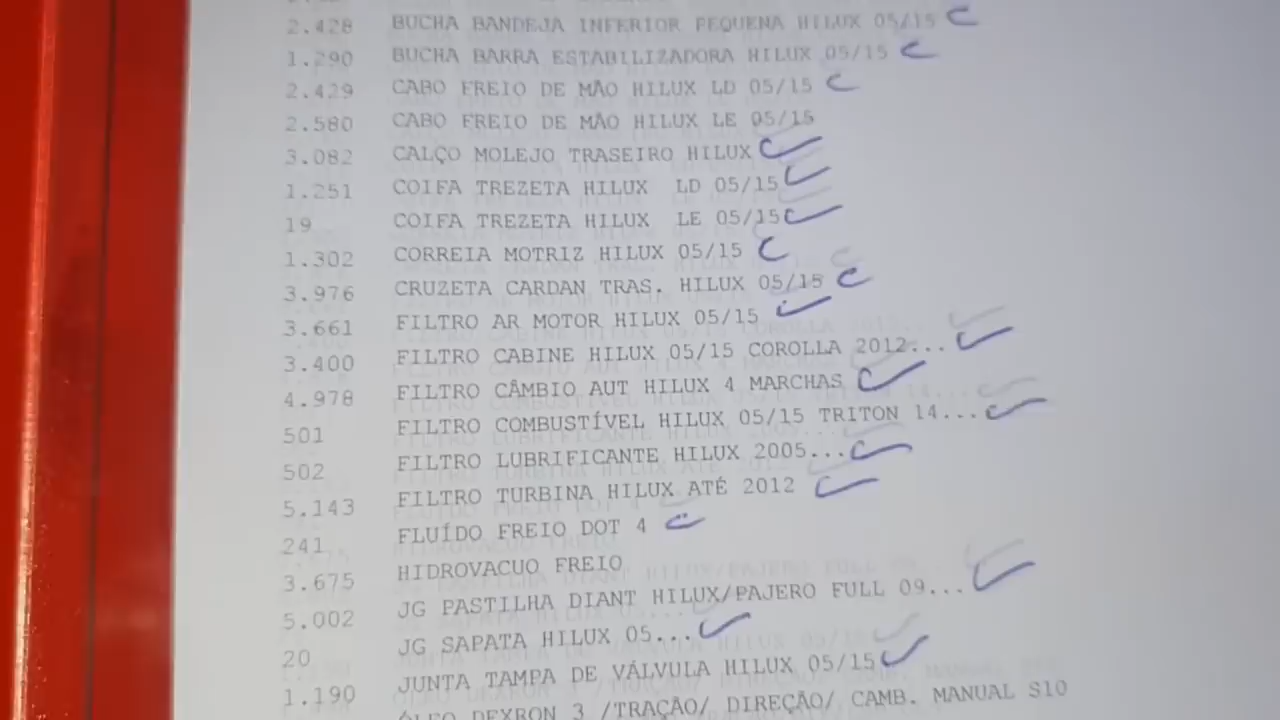 2.428 BUCHA BANDEJA INFERIOR PEQUENA HILUX 05/15
1.290 BUCHA BARRA ESTABILIZADORA HILUX 05/15
2.429 CABO FREIO DE MÃO HILUX LD 05/15
2.580 CABO FREIO DE MÃO HILUX LE 05/15
3.082 CALÇO MOLEJO TRASEIRO HILUX
1.251 COIFA TREZETA HILUX LD 05/15
19 COIFA TREZETA HILUX LE 05/15
1.302 CORREIA MOTRIZ HILUX 05/15
3.976 CRUZETA CARDAN TRAS. HILUX 05/15
3.661 FILTRO AR MOTOR HILUX 05/15
3.400 FILTRO CABINE HILUX 05/15 COROLLA 2012...
4.978 FILTRO CÂMBIO AUT HILUX 4 MARCHAS
501 FILTRO COMBUSTÍVEL HILUX 05/15 TRITON 14...
502 FILTRO LUBRIFICANTE HILUX 2005...
5.143 FILTRO TURBINA HILUX ATÉ 2012
241 FLUÍDO FREIO DOT 4
3.675 HIDROVACUO FREIO
5.002 JG PASTILHA DIANT HILUX/PAJERO FULL 09...
20 JG SAPATA HILUX 05...
1.190 JUNTA TAMPA DE VÁLVULA HILUX 05/15
ÓLEO DEXRON 3 /TRAÇÃO/ DIREÇÃO/ CAMB. MANUAL S10